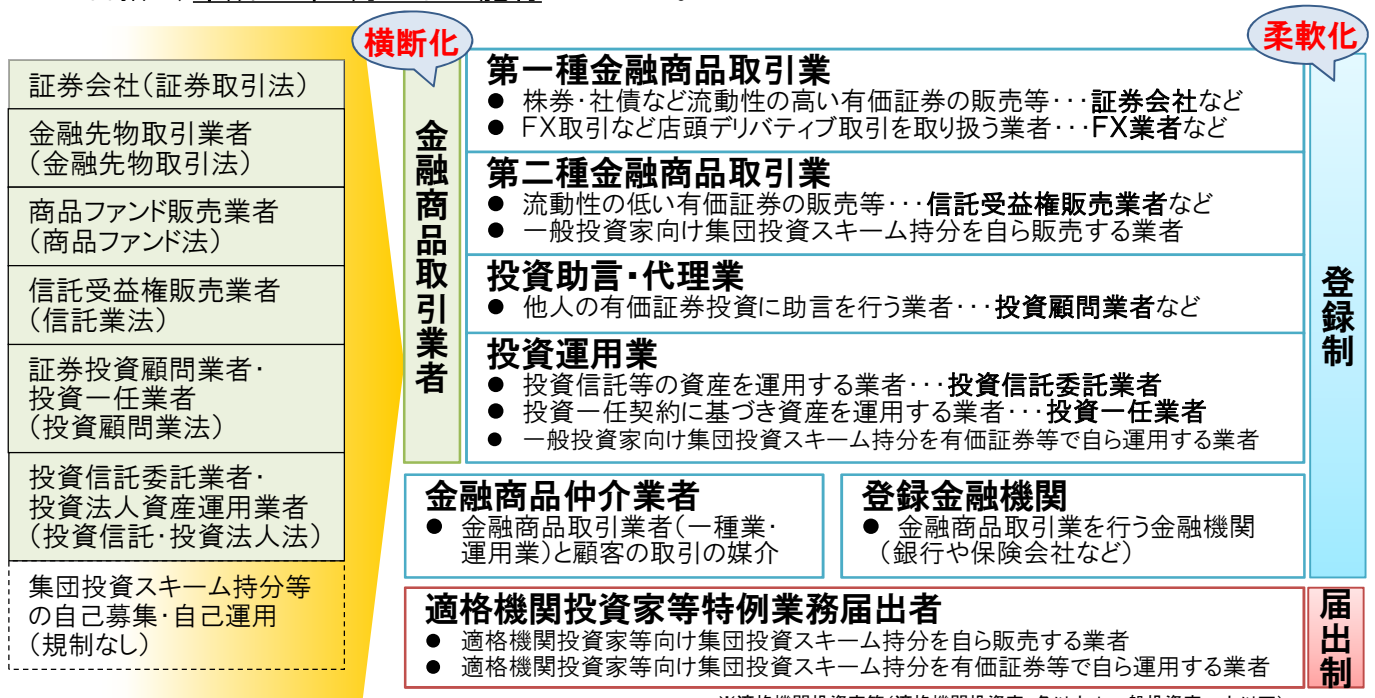 横断化
柔軟化
証券会社(証券取引法)
金融先物取引業者
(金融先物取引法)
商品ファンド販売業者
(商品ファンド法)
信託受益権販売業者
(信託業法)
証券投資顧問業者・
投資一任業者
(投資顧問業法)
投資信託委託業者・
投資法人資産運用業者
(投資信託・投資法人法)
集団投資スキーム持分等
の自己募集・自己運用
(規制なし)
金融商品取引業者
第一種金融商品取引業
● 株券・社債など流動性の高い有価証券の販売等・・・証券会社など
● FX取引など店頭デリバティブ取引を取り扱う業者・・・FX業者など
第二種金融商品取引業
● 流動性の低い有価証券の販売等・・・信託受益権販売業者など
● 一般投資家向け集団投資スキーム持分を自ら販売する業者
投資助言・代理業
● 他人の有価証券投資に助言を行う業者・・・投資顧問業者など
投資運用業
● 投資信託等の資産を運用する業者・・・投資信託委託業者
● 投資一任契約に基づき資産を運用する業者・・・投資一任業者
● 一般投資家向け集団投資スキーム持分を有価証券等で自ら運用する業者
金融商品仲介業者
● 金融商品取引業者(一種業・
運用業)と顧客の取引の媒介
登録金融機関
● 金融商品取引業を行う金融機関
(銀行や保険会社など)
登録制
適格機関投資家等特例業務届出者
● 適格機関投資家等向け集団投資スキーム持分を自ら販売する業者
● 適格機関投資家等向け集団投資スキーム持分を有価証券等で自ら運用する業者
届出制